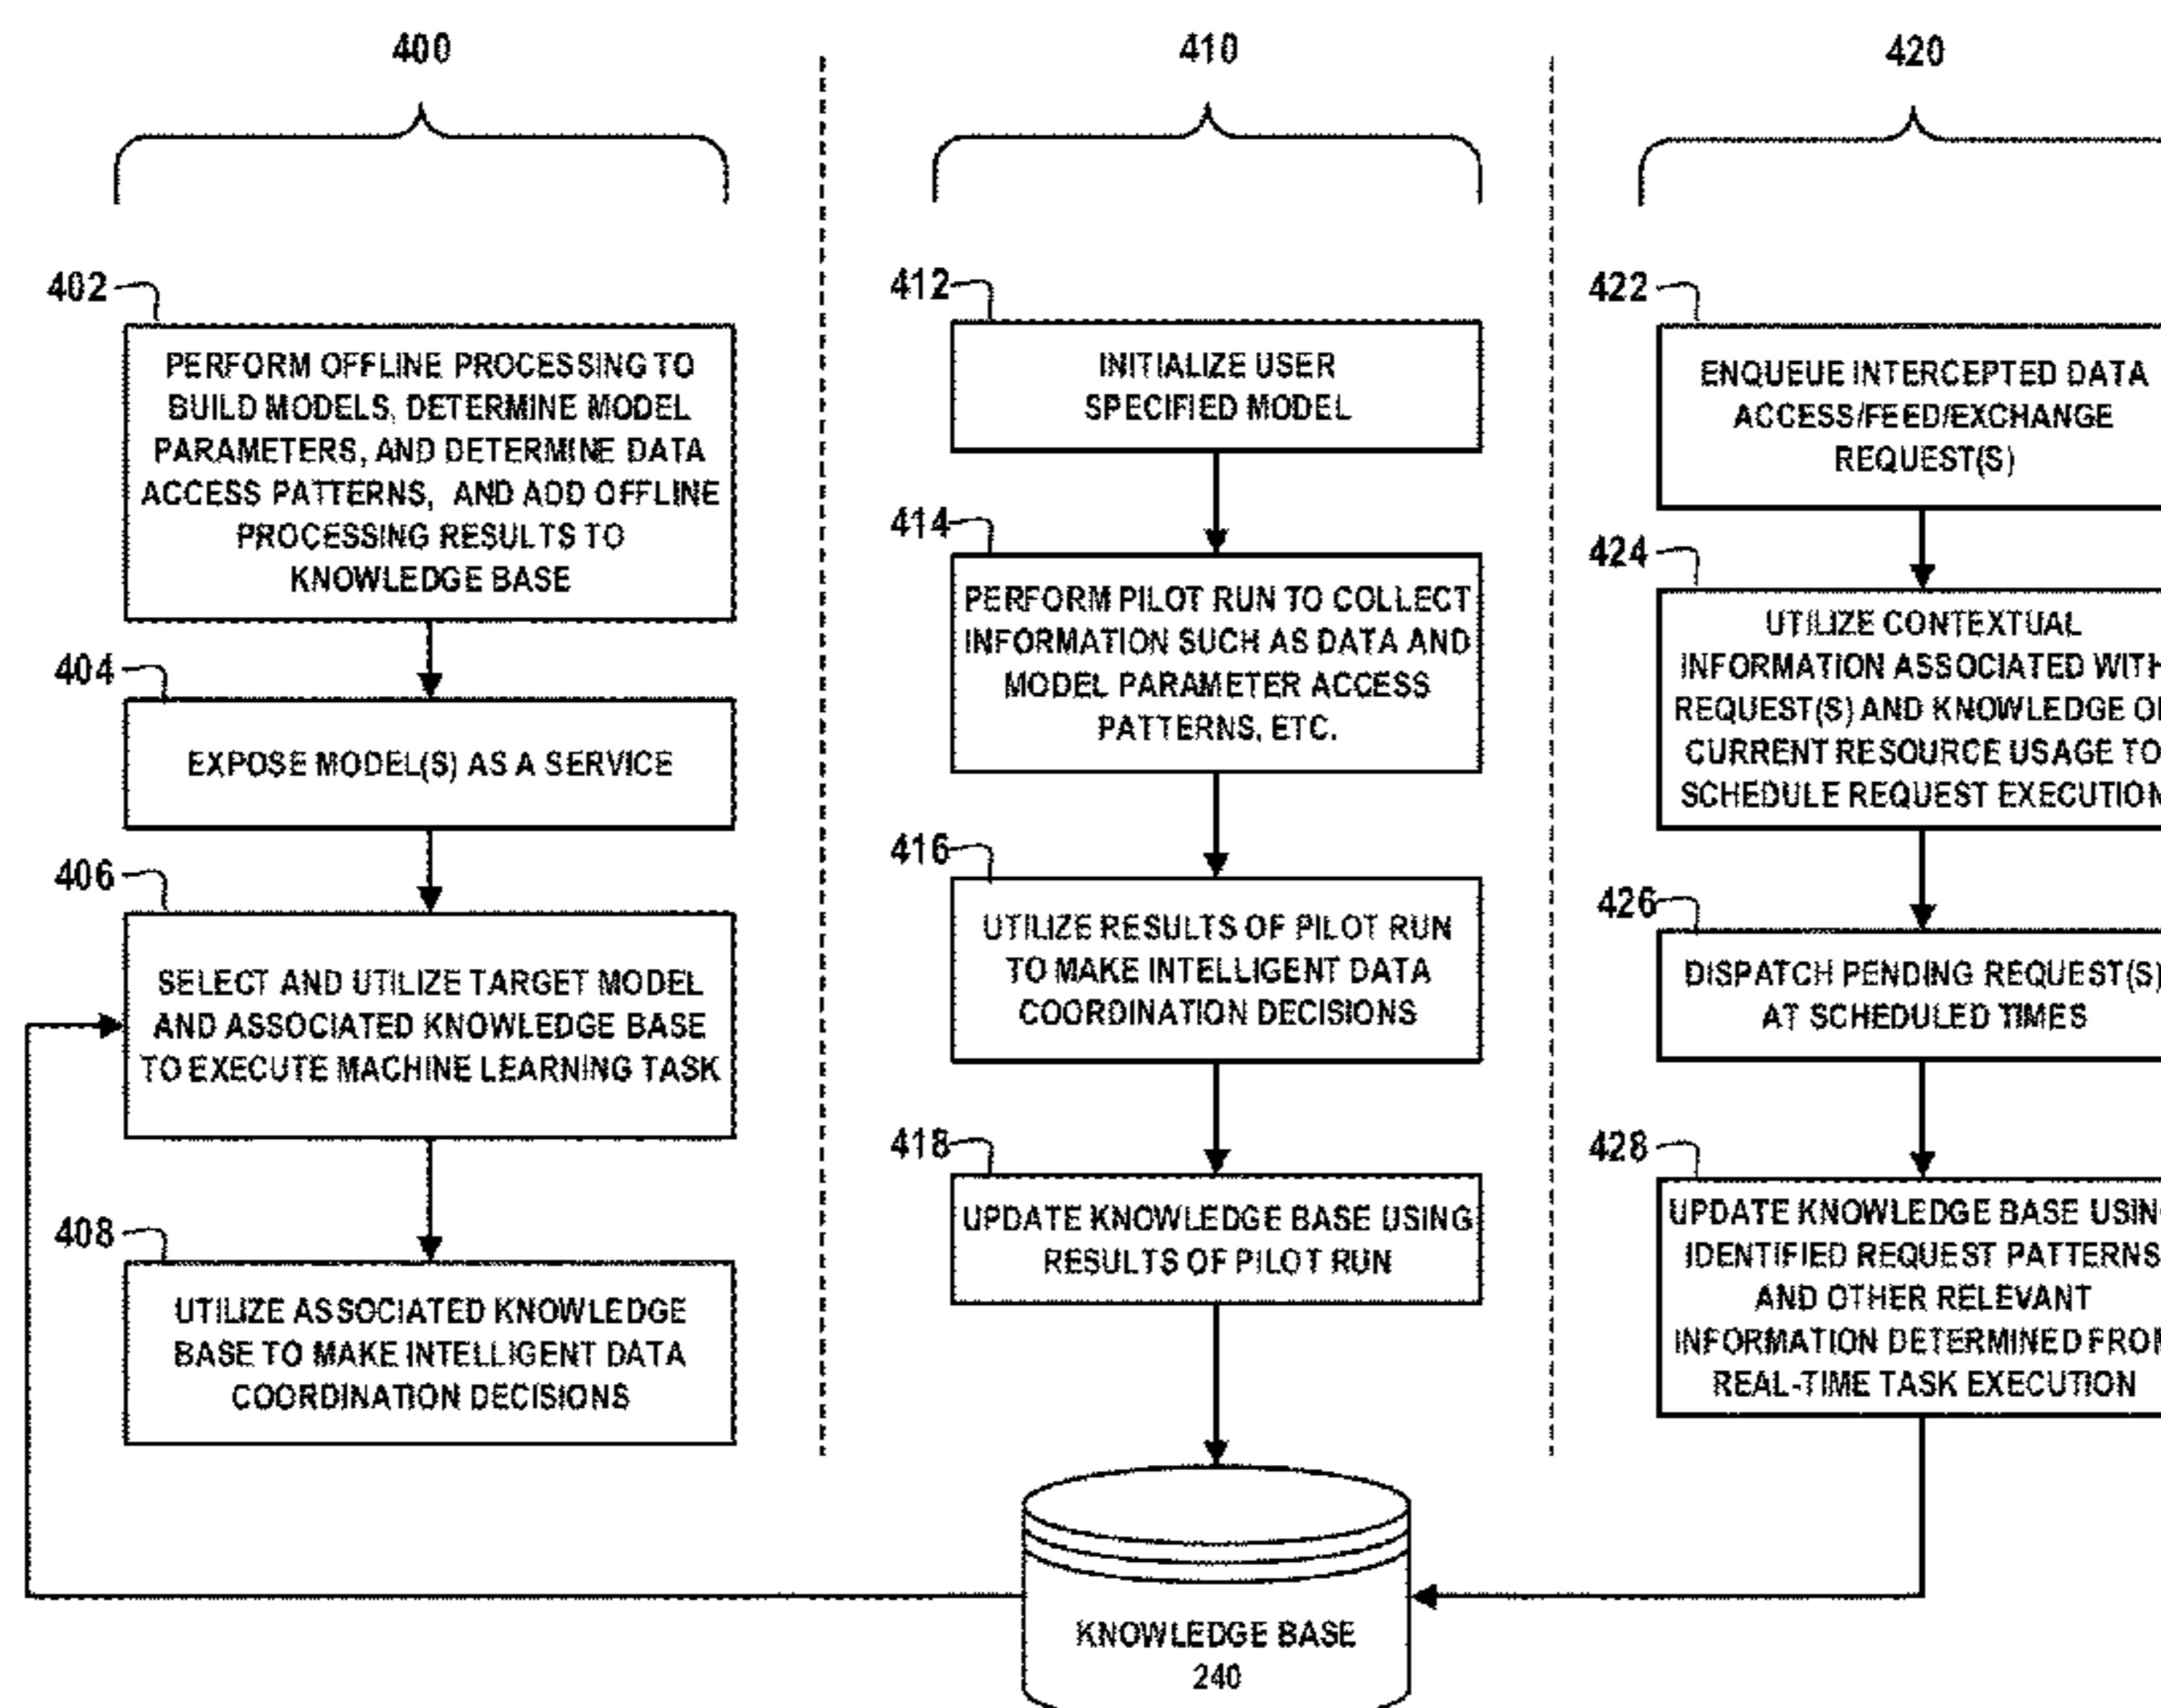 400
402
PERFORM OFFLINE PROCESSING TO
BUILD MODELS, DETERMINE MODEL
PARAMETERS, AND DETERMINE DATA
ACCESS PATTERNS, AND ADD OFFLINE
PROCESSING RESULTS TO
KNOWLEDGE BASE
404
EXPOSE MODEL(S) AS A SERVICE
406
SELECT AND UTILIZE TARGET MODEL
AND ASSOCIATED KNOWLEDGE BASE
TO EXECUTE MACHINE LEARNING TASK
408
UTILIZE ASSOCIATED KNOWLEDGE
BASE TO MAKE INTELLIGENT DATA
COORDINATION DECISIONS
410
412
INITIALIZE USER
SPECIFIED MODEL
414
PERFORM PILOT RUN TO COLLECT
INFORMATION SUCH AS DATA AND
MODEL PARAMETER ACCESS
PATTERNS, ETC.
416
UTILIZE RESULTS OF PILOT RUN
TO MAKE INTELLIGENT DATA
COORDINATION DECISIONS
418
UPDATE KNOWLEDGE BASE USING
RESULTS OF PILOT RUN
KNOWLEDGE BASE
240
420
422
ENQUEUE INTERCEPTED DATA
ACCESS/FEED/EXCHANGE
REQUEST(S)
424
UTILIZE CONTEXTUAL
INFORMATION ASSOCIATED WITH
REQUEST(S) AND KNOWLEDGE OF
CURRENT RESOURCE USAGE TO
SCHEDULE REQUEST EXECUTION
426
DISPATCH PENDING REQUEST(S)
AT SCHEDULED TIMES
428
UPDATE KNOWLEDGE BASE USING
IDENTIFIED REQUEST PATTERNS
AND OTHER RELEVANT
INFORMATION DETERMINED FROM
REAL-TIME TASK EXECUTION